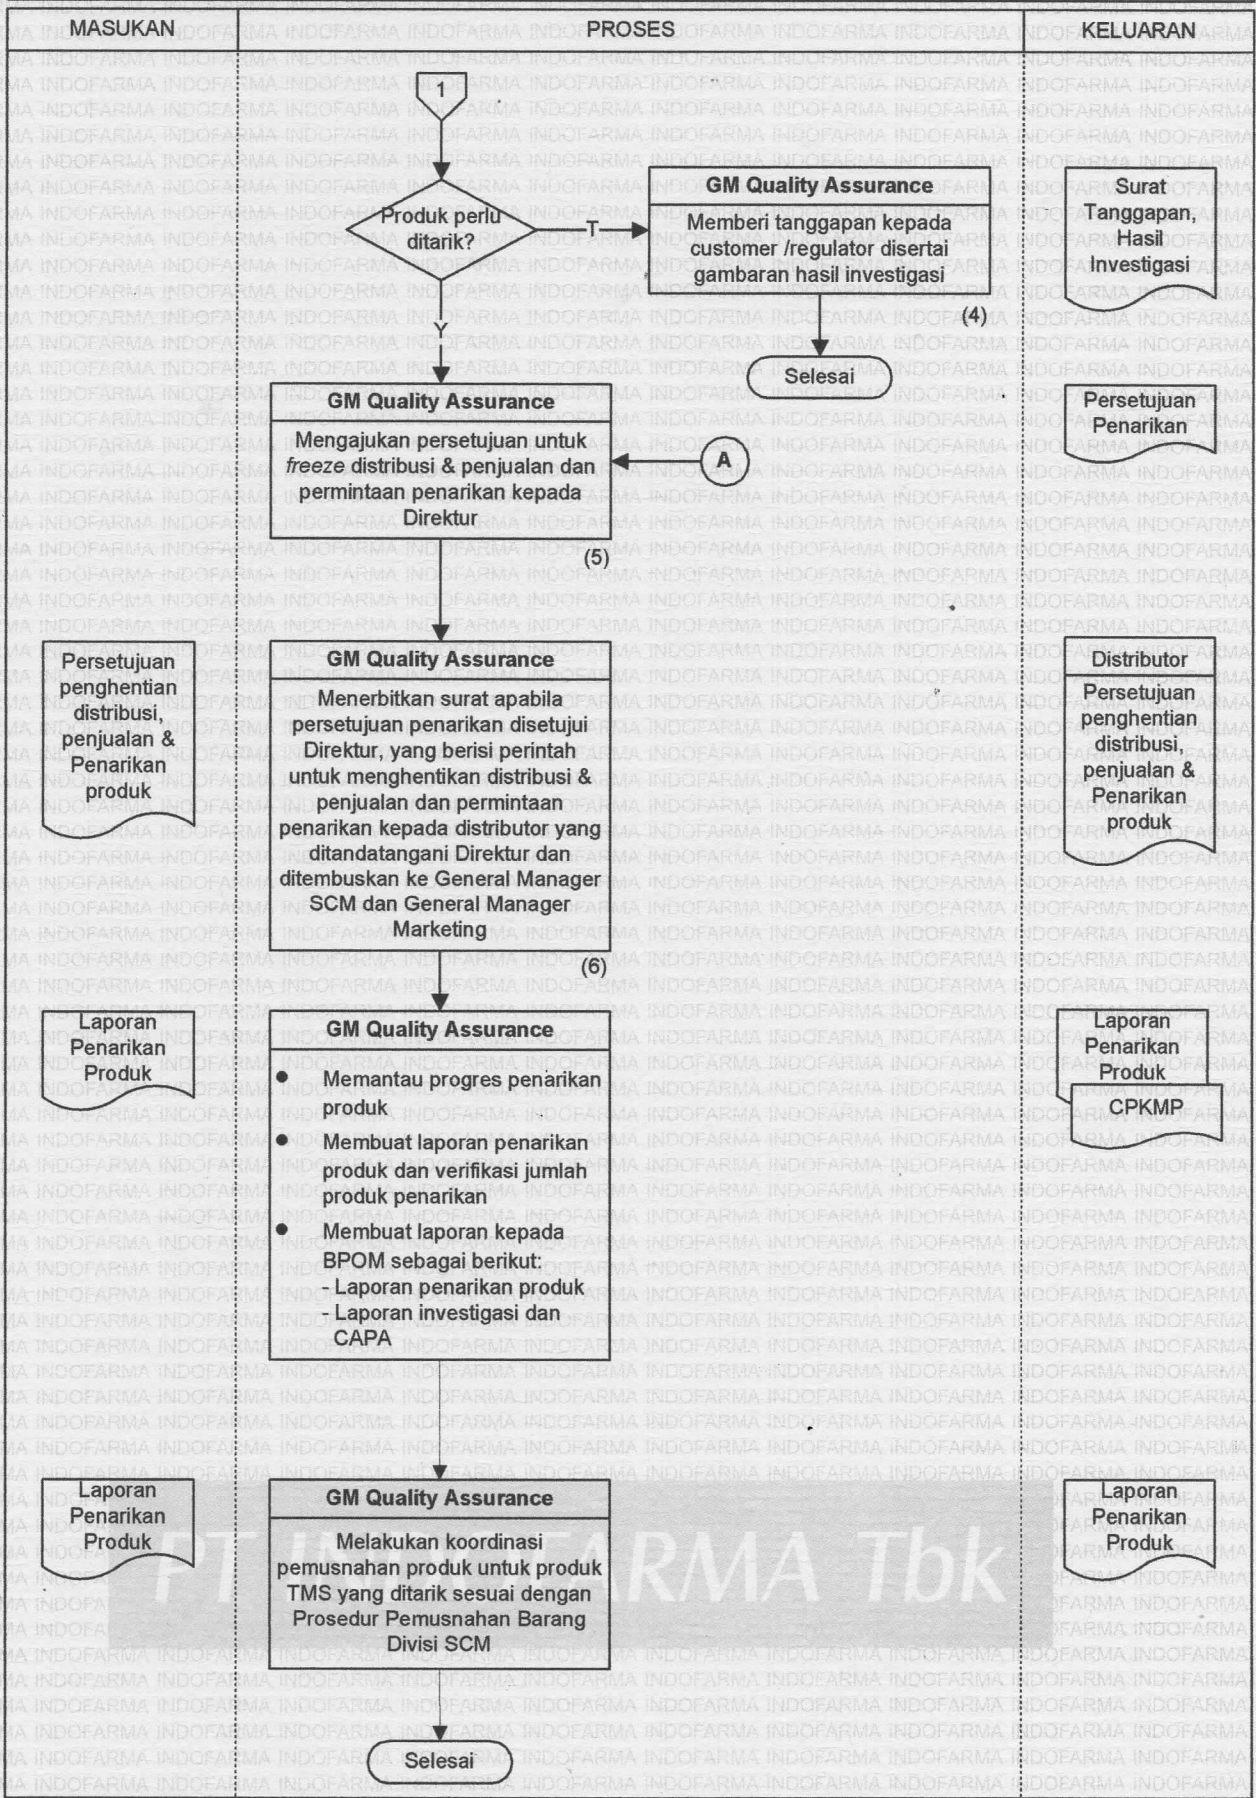 MASUKAN
PROSES
KELUARAN
1
Produk perlu
ditarik?
T
GM Quality Assurance
Memberi tanggapan kepada
customer /regulator disertai
gambaran hasil investigasi
(4)
Surat
Tanggapan,
Hasil
Investigasi
Y
Selesai
GM Quality Assurance
Mengajukan persetujuan untuk
freeze distribusi & penjualan dan
permintaan penarikan kepada
Direktur
(5)
A
Persetujuan
Penarikan
Persetujuan
penghentian
distribusi,
penjualan &
Penarikan
produk
GM Quality Assurance
Menerbitkan surat apabila
persetujuan penarikan disetujui
Direktur, yang berisi perintah
untuk menghentikan distribusi &
penjualan dan permintaan
penarikan kepada distributor yang
ditandatangani Direktur dan
ditembuskan ke General Manager
SCM dan General Manager
Marketing
(6)
Distributor
Persetujuan
penghentian
distribusi,
penjualan &
Penarikan
produk
Laporan
Penarikan
Produk
GM Quality Assurance
● Memantau progres penarikan
produk
● Membuat laporan penarikan
produk dan verifikasi jumlah
produk penarikan
● Membuat laporan kepada
BPOM sebagai berikut:
- Laporan penarikan produk
- Laporan investigasi dan
CAPA
Laporan
Penarikan
Produk
CPKMP
Laporan
Penarikan
Produk
GM Quality Assurance
Melakukan koordinasi
pemusnahan produk untuk produk
TMS yang ditarik sesuai dengan
Prosedur Pemusnahan Barang
Divisi SCM
Laporan
Penarikan
Produk
PT INDOFARMA Tbk
Selesai